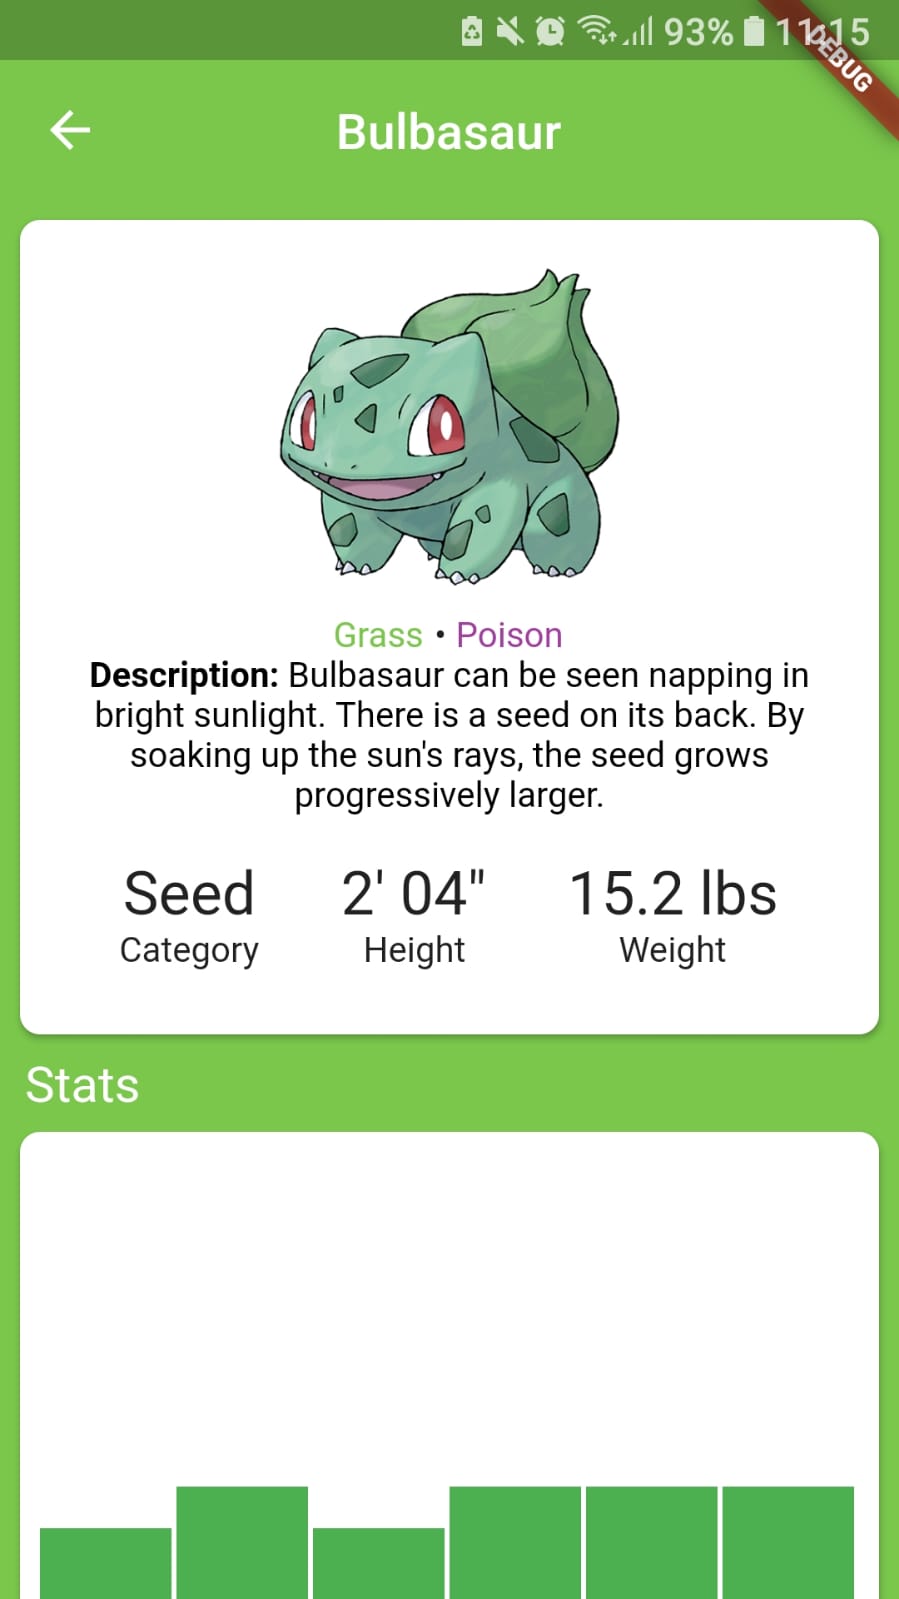 93% 11:15
DEBUG
Bulbasaur
Grass • Poison
Description: Bulbasaur can be seen napping in
bright sunlight. There is a seed on its back. By
soaking up the sun's rays, the seed grows
progressively larger.
Seed 2' 04" 15.2 lbs
Category Height Weight
Stats